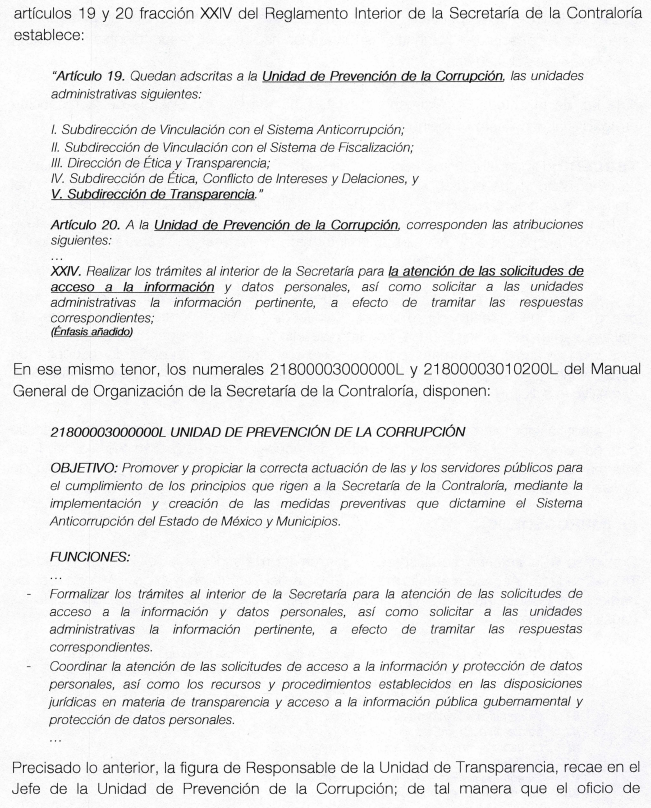 artículos 19 y 20 fracción XXIV del Reglamento Interior de la Secretaría de la Contraloría
establece:
“Artículo 19. Quedan adscritas a la Unidad de Prevención de la Corrupción, las unidades
administrativas siguientes:
I. Subdirección de Vinculación con el Sistema Anticorrupción;
II. Subdirección de Vinculación con el Sistema de Fiscalización;
III. Dirección de Ética y Transparencia;
IV. Subdirección de Ética, Conflicto de Intereses y Delaciones, y
V. Subdirección de Transparencia.”
Artículo 20. A la Unidad de Prevención de la Corrupción, corresponden las atribuciones
siguientes:
...
XXIV. Realizar los trámites al interior de la Secretaría para la atención de las solicitudes de
acceso a la información y datos personales, así como solicitar a las unidades
administrativas la información pertinente, a efecto de tramitar las respuestas
correspondientes;
(Énfasis añadido)
En ese mismo tenor, los numerales 21800003000000L y 21800003010200L del Manual
General de Organización de la Secretaría de la Contraloría, disponen:
21800003000000L UNIDAD DE PREVENCIÓN DE LA CORRUPCIÓN
OBJETIVO: Promover y propiciar la correcta actuación de las y los servidores públicos para
el cumplimiento de los principios que rigen a la Secretaría de la Contraloría, mediante la
implementación y creación de las medidas preventivas que dictamine el Sistema
Anticorrupción del Estado de México y Municipios.
FUNCIONES:
...
- Formalizar los trámites al interior de la Secretaría para la atención de las solicitudes de
acceso a la información y datos personales, así como solicitar a las unidades
administrativas la información pertinente, a efecto de tramitar las respuestas
correspondientes.
- Coordinar la atención de las solicitudes de acceso a la información y protección de datos
personales, así como los recursos y procedimientos establecidos en las disposiciones
jurídicas en materia de transparencia y acceso a la información pública gubernamental y
protección de datos personales.
...
Precisado lo anterior, la figura de Responsable de la Unidad de Transparencia, recae en el
Jefe de la Unidad de Prevención de la Corrupción; de tal manera que el oficio de